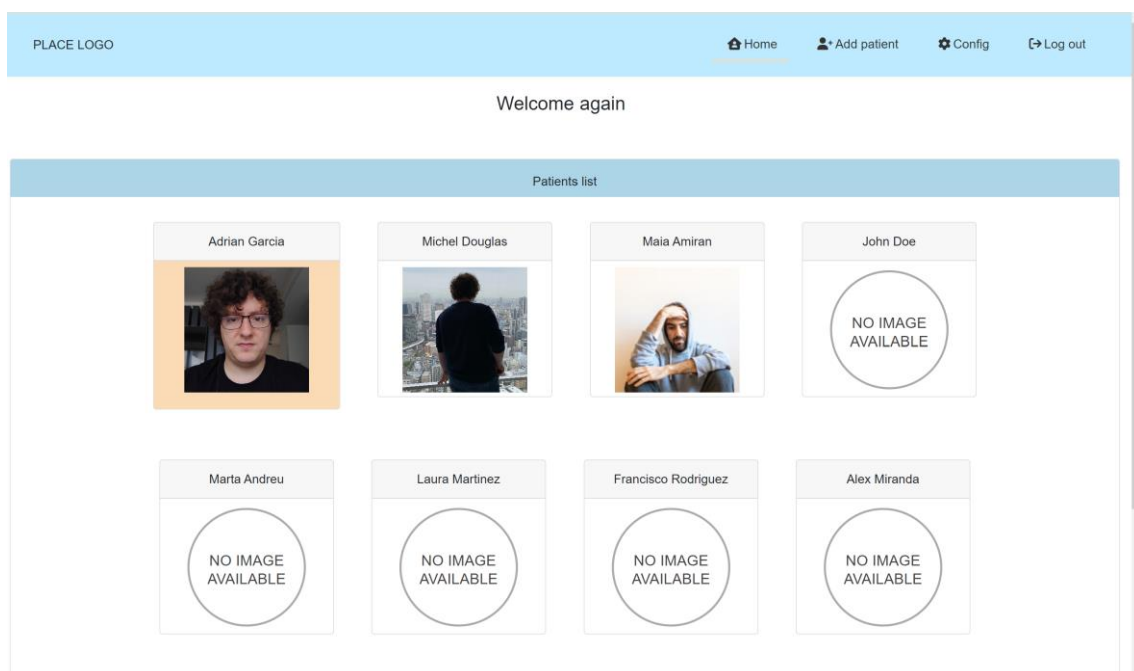 PLACE LOGO
Home
Add patient
Config
Log out
Welcome again
Patients list
Adrian Garcia
Michel Douglas
Maia Amiran
John Doe
NO IMAGE
AVAILABLE
Marta Andreu
Laura Martinez
Francisco Rodriguez
Alex Miranda
NO IMAGE
AVAILABLE
NO IMAGE
AVAILABLE
NO IMAGE
AVAILABLE
NO IMAGE
AVAILABLE